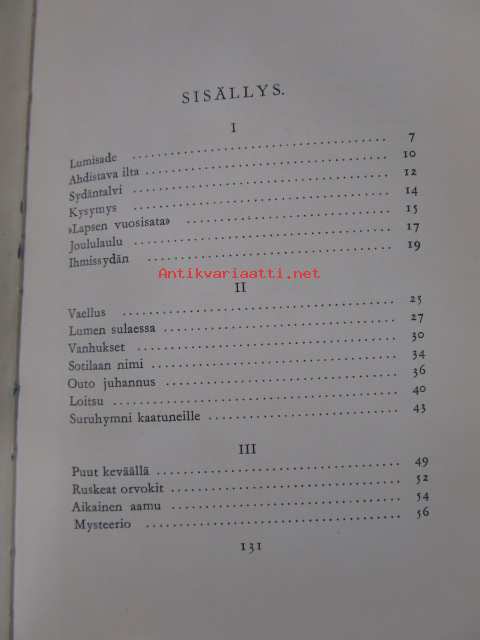 SISÄLLYS.
I
Lumisade ........ 7
Ahdistava ilta ........ 10
Sydäntalvi ........ 12
Kysymys ........ 14
»Lapsen vuosisata» ........ 15
Joululaulu ........ 17
Ihmissydän ........ 19
Antikvariaatti.net
II
Vaellus ........ 25
Lumen sulaessa ........ 27
Vanhukset ........ 30
Sotilaan nimi ........ 34
Outo juhannus ........ 36
Loitsu ........ 40
Suruhymni kaatuneille ........ 43
III
Puut keväällä ........ 49
Ruskeat orvokit ........ 52
Aikainen aamu ........ 54
Mysteerio ........ 56
131